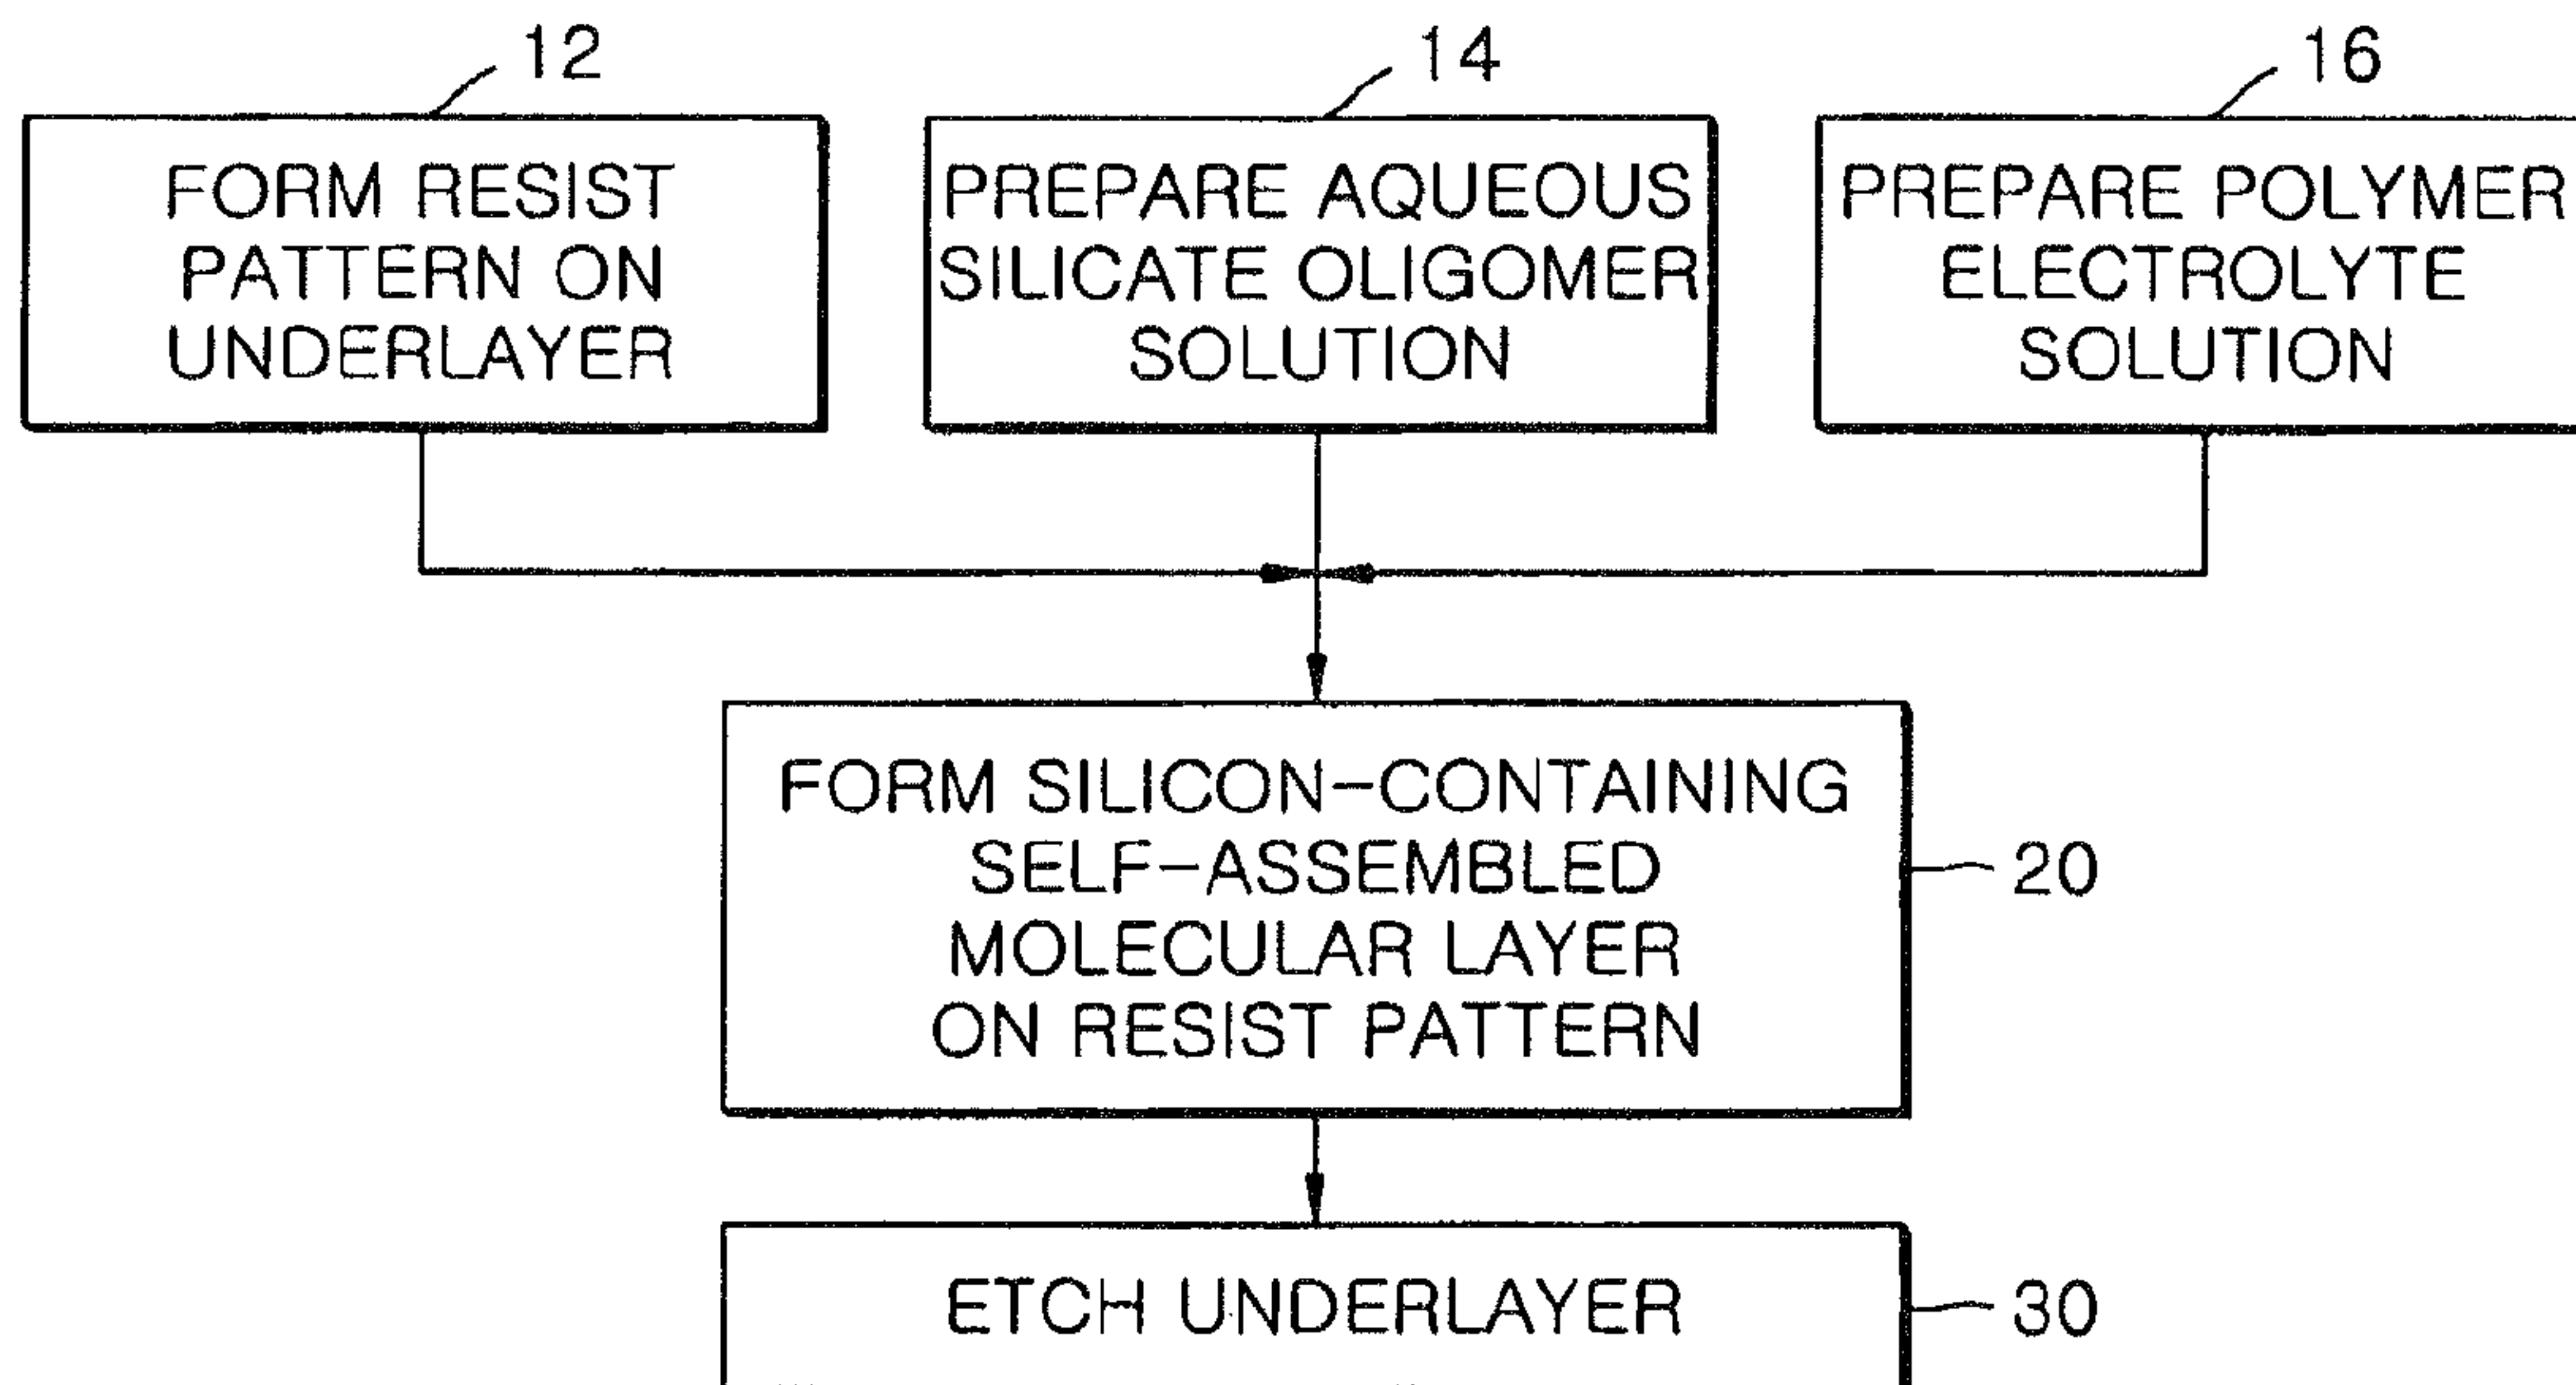 12
14
16
FORM RESIST
PATTERN ON
UNDERLAYER
PREPARE AQUEOUS
SILICATE OLIGOMER
SOLUTION
PREPARE POLYMER
ELECTROLYTE
SOLUTION
FORM SILICON-CONTAINING
SELF-ASSEMBLED
MOLECULAR LAYER
ON RESIST PATTERN
20
ETCH UNDERLAYER
30